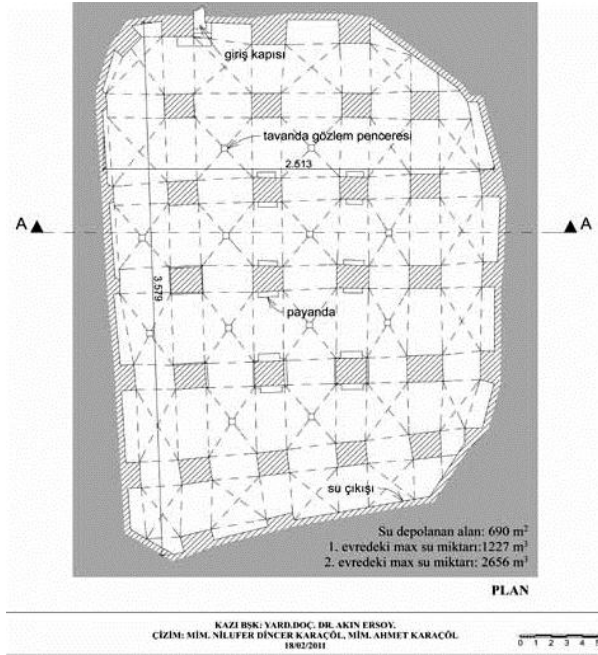 giriş kapısı
tavanda gözlem penceresi
2.513
A A
3.579
payanda
su çıkışı
Su depolanan alan: 690 m²
1. evredeki max su miktarı:1227 m³
2. evredeki max su miktarı: 2656 m³
PLAN
KAZI BŞK: YARD.DOÇ. DR. AKIN ERSOY.
ÇİZİM: MİM. NILUFER DİNCER KARAÇÖL, MİM. AHMET KARAÇÖL
18/02/2011
0 1 2 3 4 5